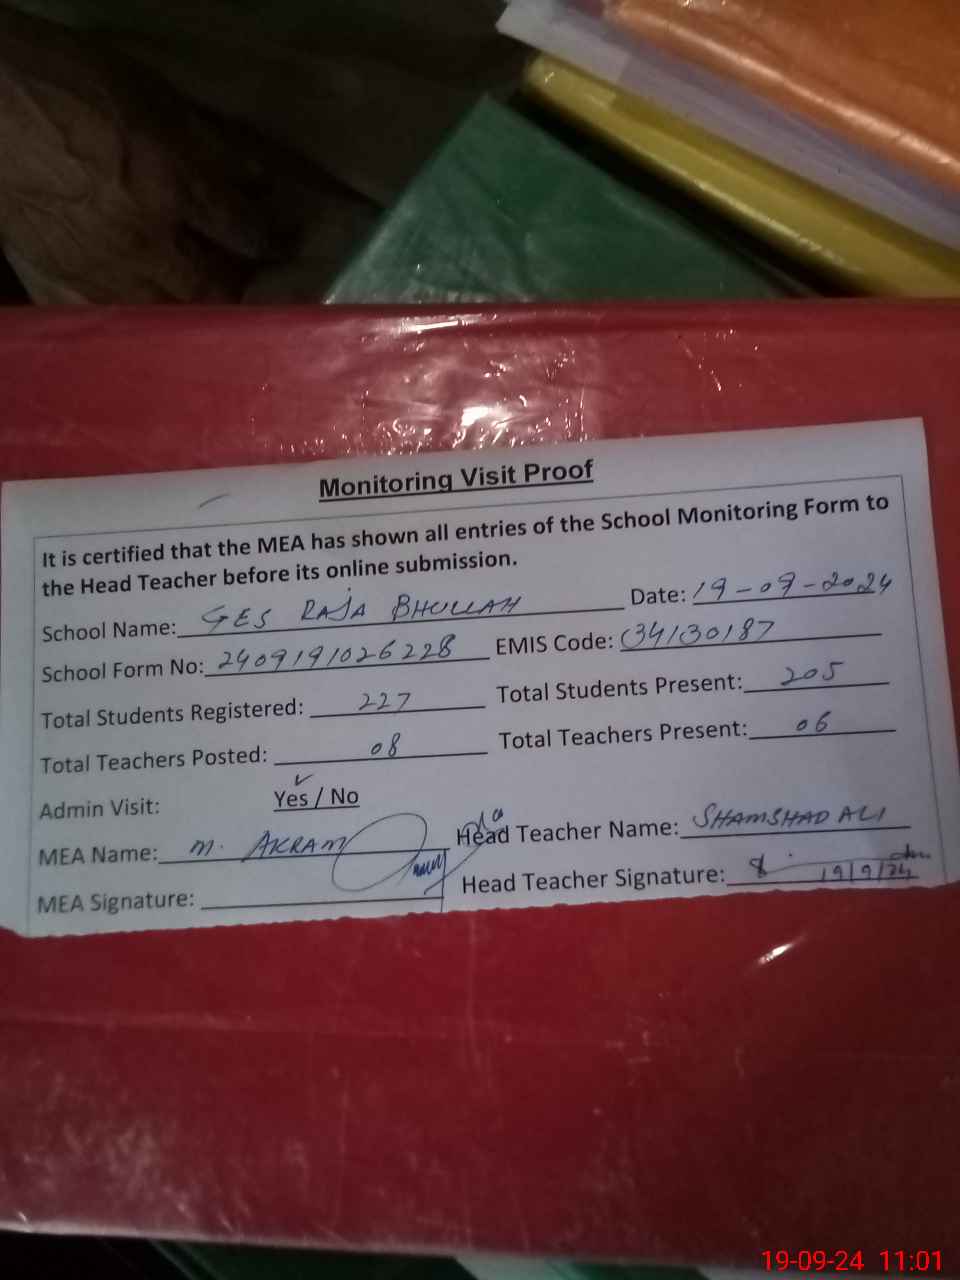 Monitoring Visit Proof
It is certified that the MEA has shown all entries of the School Monitoring Form to
the Head Teacher before its online submission.
School Name: GES RAJA BHULLAH Date: 19-09-2024
School Form No: 2409191026228 EMIS Code: 34130187
Total Students Registered: 227 Total Students Present: 205
Total Teachers Posted: 08 Total Teachers Present: 06
Admin Visit: Yes / No
MEA Name: M. AKRAM Head Teacher Name: SHAMSHAD ALI
MEA Signature: Head Teacher Signature: 19/9/24
19-09-24 11:01